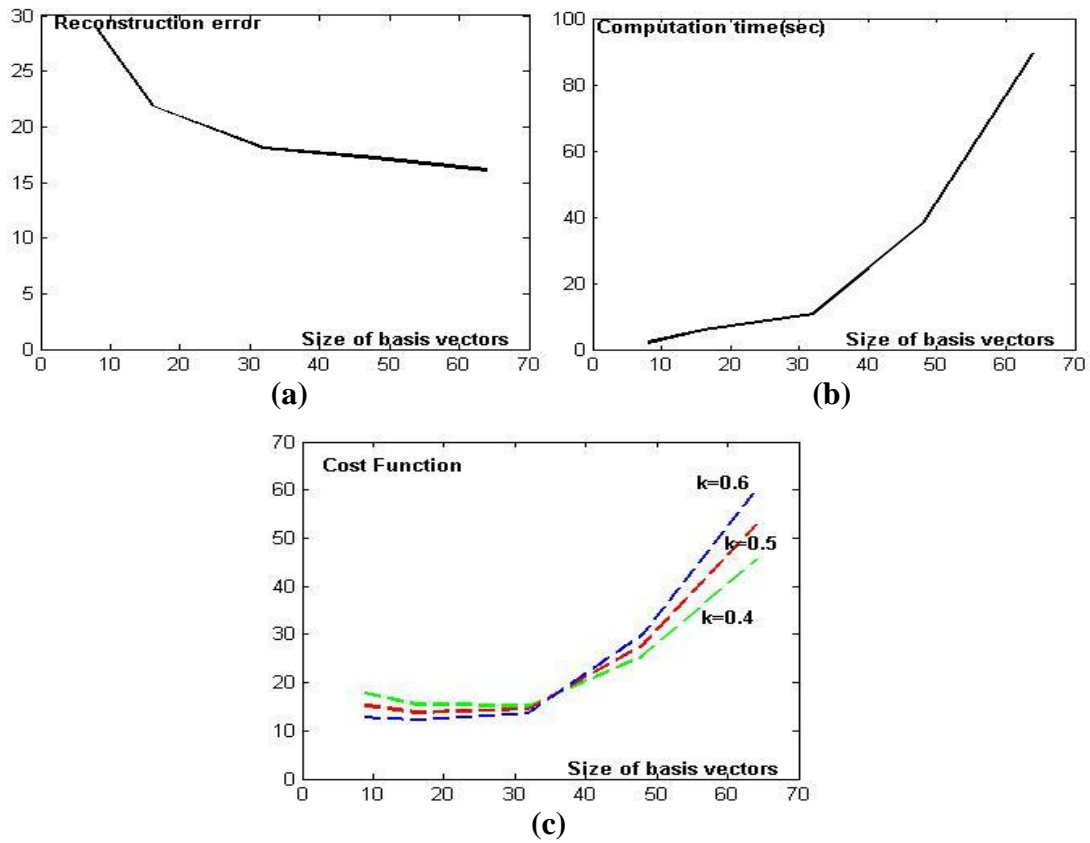 Reconstruction error
30
25
20
15
10
5
0
Size of basis vectors
0 10 20 30 40 50 60 70
(a)
Computation time(sec)
100
80
60
40
20
0
Size of basis vectors
0 10 20 30 40 50 60 70
(b)
Cost Function
70
60
50
40
30
20
10
0
k=0.6
k=0.5
k=0.4
Size of basis vectors
0 10 20 30 40 50 60 70
(c)